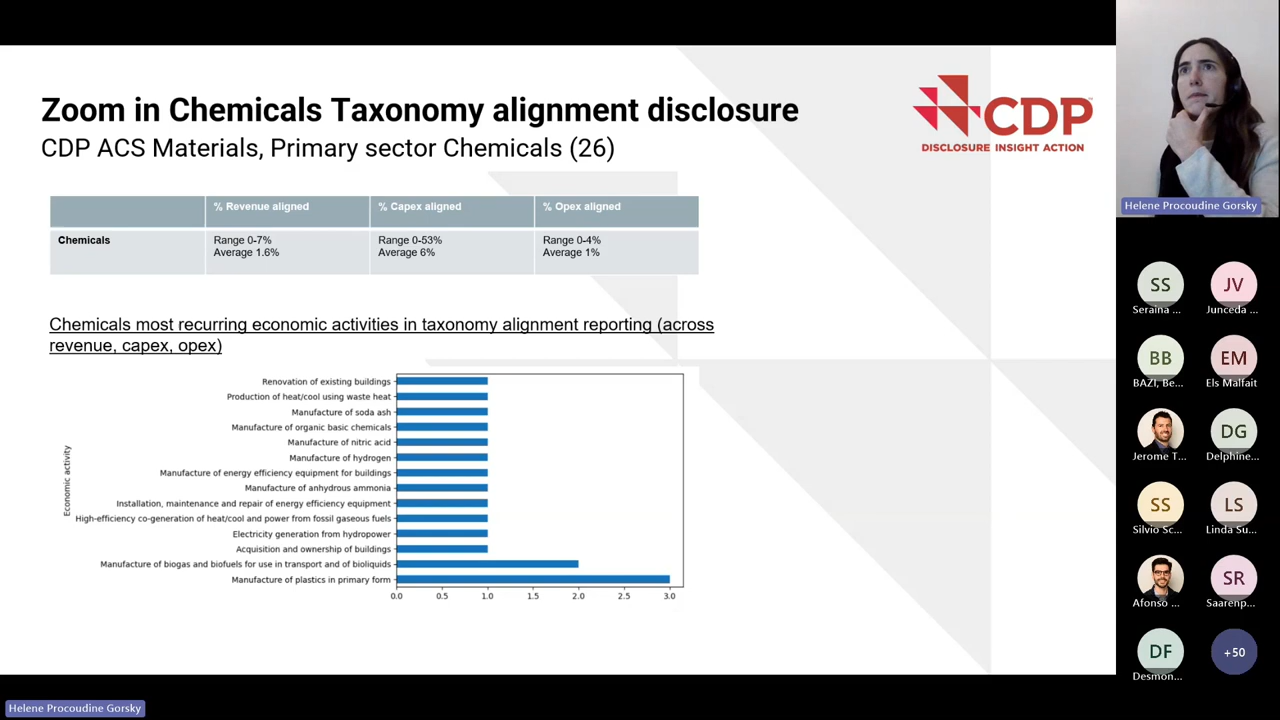 Zoom in Chemicals Taxonomy alignment disclosure
CDP ACS Materials, Primary sector Chemicals (26)
CDP
DISCLOSURE INSIGHT ACTION
% Revenue aligned
% Capex aligned
% Opex aligned
Chemicals
Range 0-7%
Average 1.6%
Range 0-53%
Average 6%
Range 0-4%
Average 1%
Chemicals most recurring economic activities in taxonomy alignment reporting (across
revenue, capex, opex)
Economic activity
Renovation of existing buildings
Production of heat/cool using waste heat
Manufacture of soda ash
Manufacture of organic basic chemicals
Manufacture of nitric acid
Manufacture of hydrogen
Manufacture of energy efficiency equipment for buildings
Manufacture of anhydrous ammonia
Installation, maintenance and repair of energy efficiency equipment
High-efficiency co-generation of heat/cool and power from fossil gaseous fuels
Electricity generation from hydropower
Acquisition and ownership of buildings
Manufacture of biogas and biofuels for use in transport and of bioliquids
Manufacture of plastics in primary form
0.0 0.5 1.0 1.5 2.0 2.5 3.0
Helene Procoudine Gorsky
SS
Seraina ...
JV
Junceda ...
BB
BAZI, Be...
EM
Els Malfait
Jerome T...
DG
Delphine...
SS
Silvio Sc...
LS
Linda Su...
Afonso ...
SR
Saarenp...
DF
Desmon...
+50
Helene Procoudine Gorsky